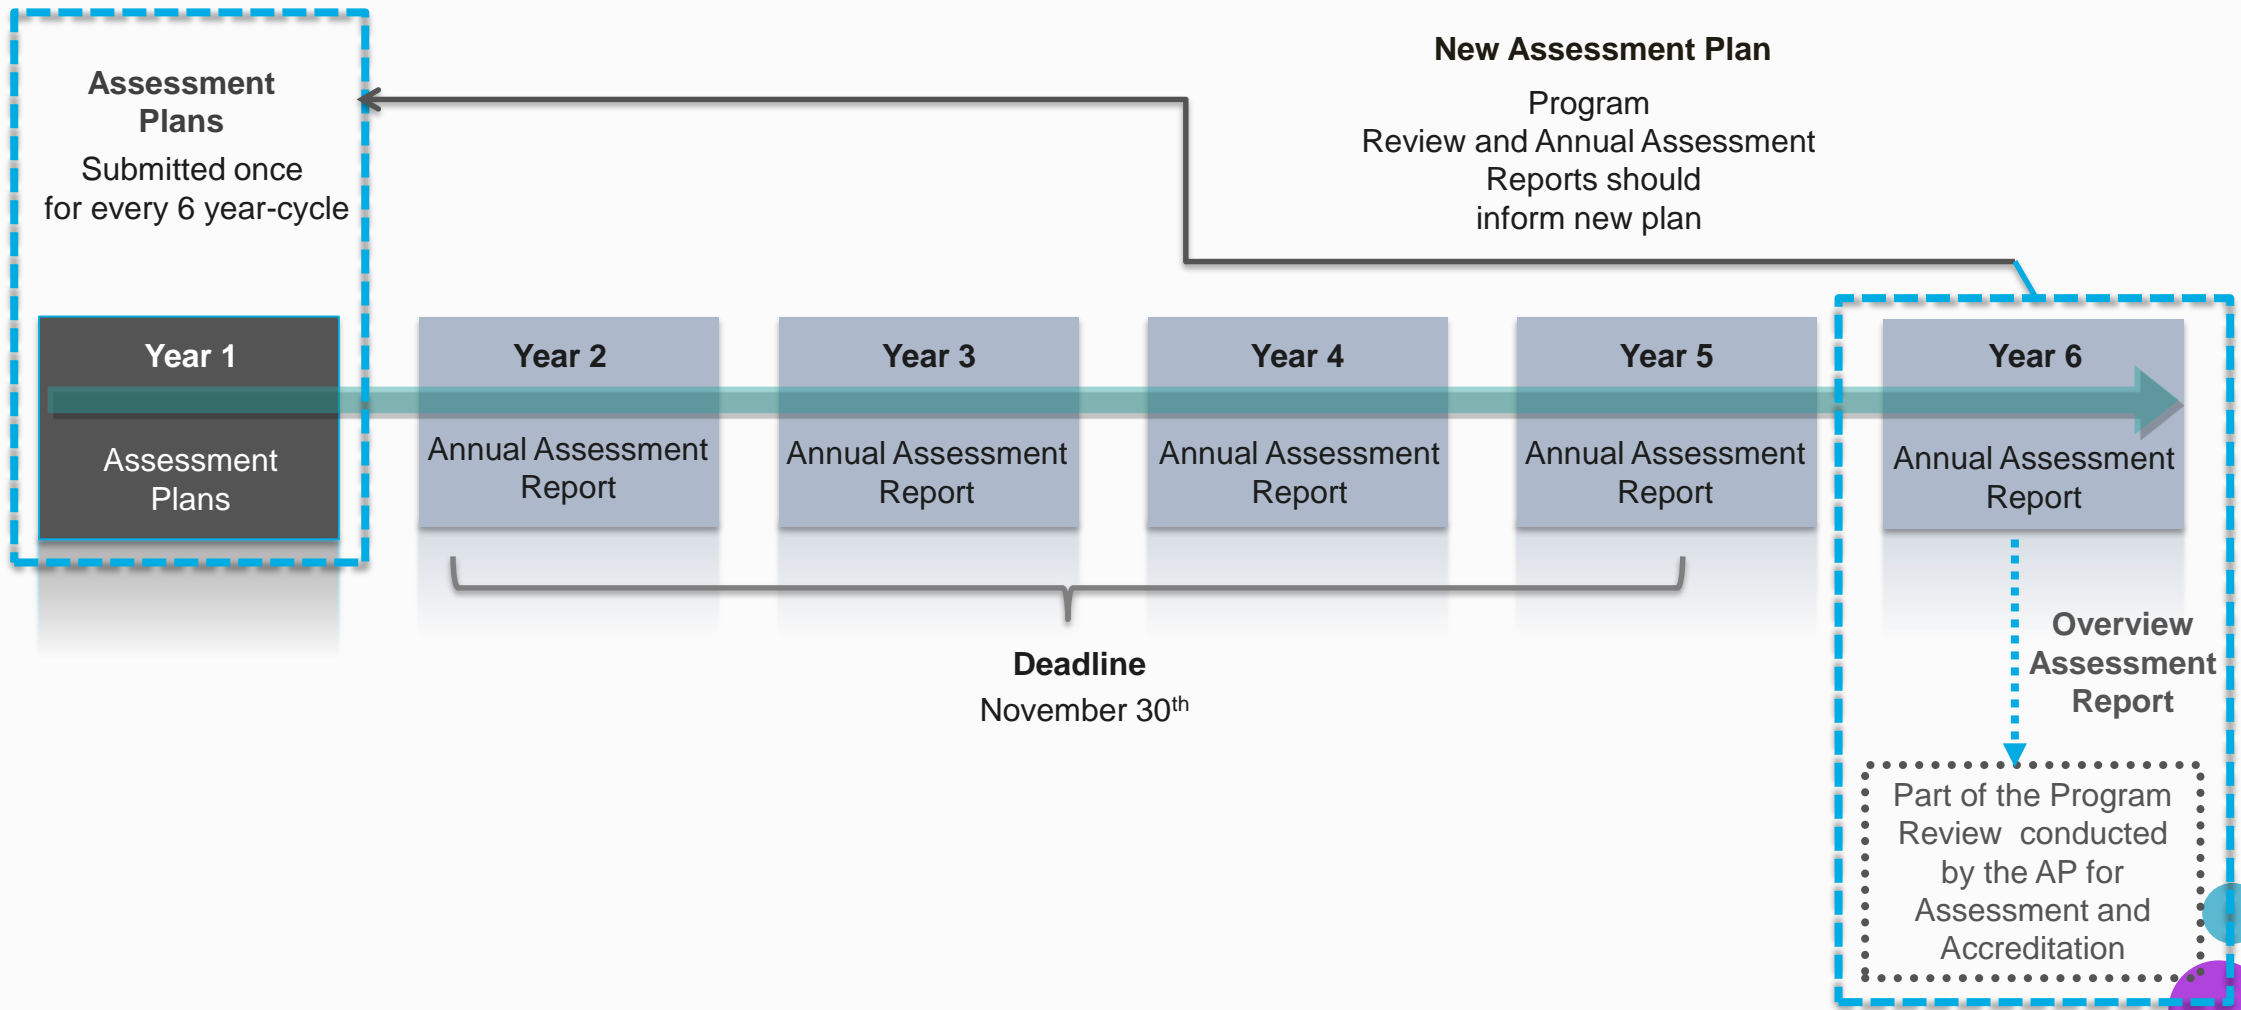 Assessment
Plans
Submitted once
for every 6 year-cycle
New Assessment Plan
Program
Review and Annual Assessment
Reports should
inform new plan
Year 1
Assessment
Plans
Year 2
Annual Assessment
Report
Year 3
Annual Assessment
Report
Year 4
Annual Assessment
Report
Year 5
Annual Assessment
Report
Year 6
Annual Assessment
Report
Deadline
November 30th
Overview
Assessment
Report
Part of the Program
Review conducted
by the AP for
Assessment and
Accreditation